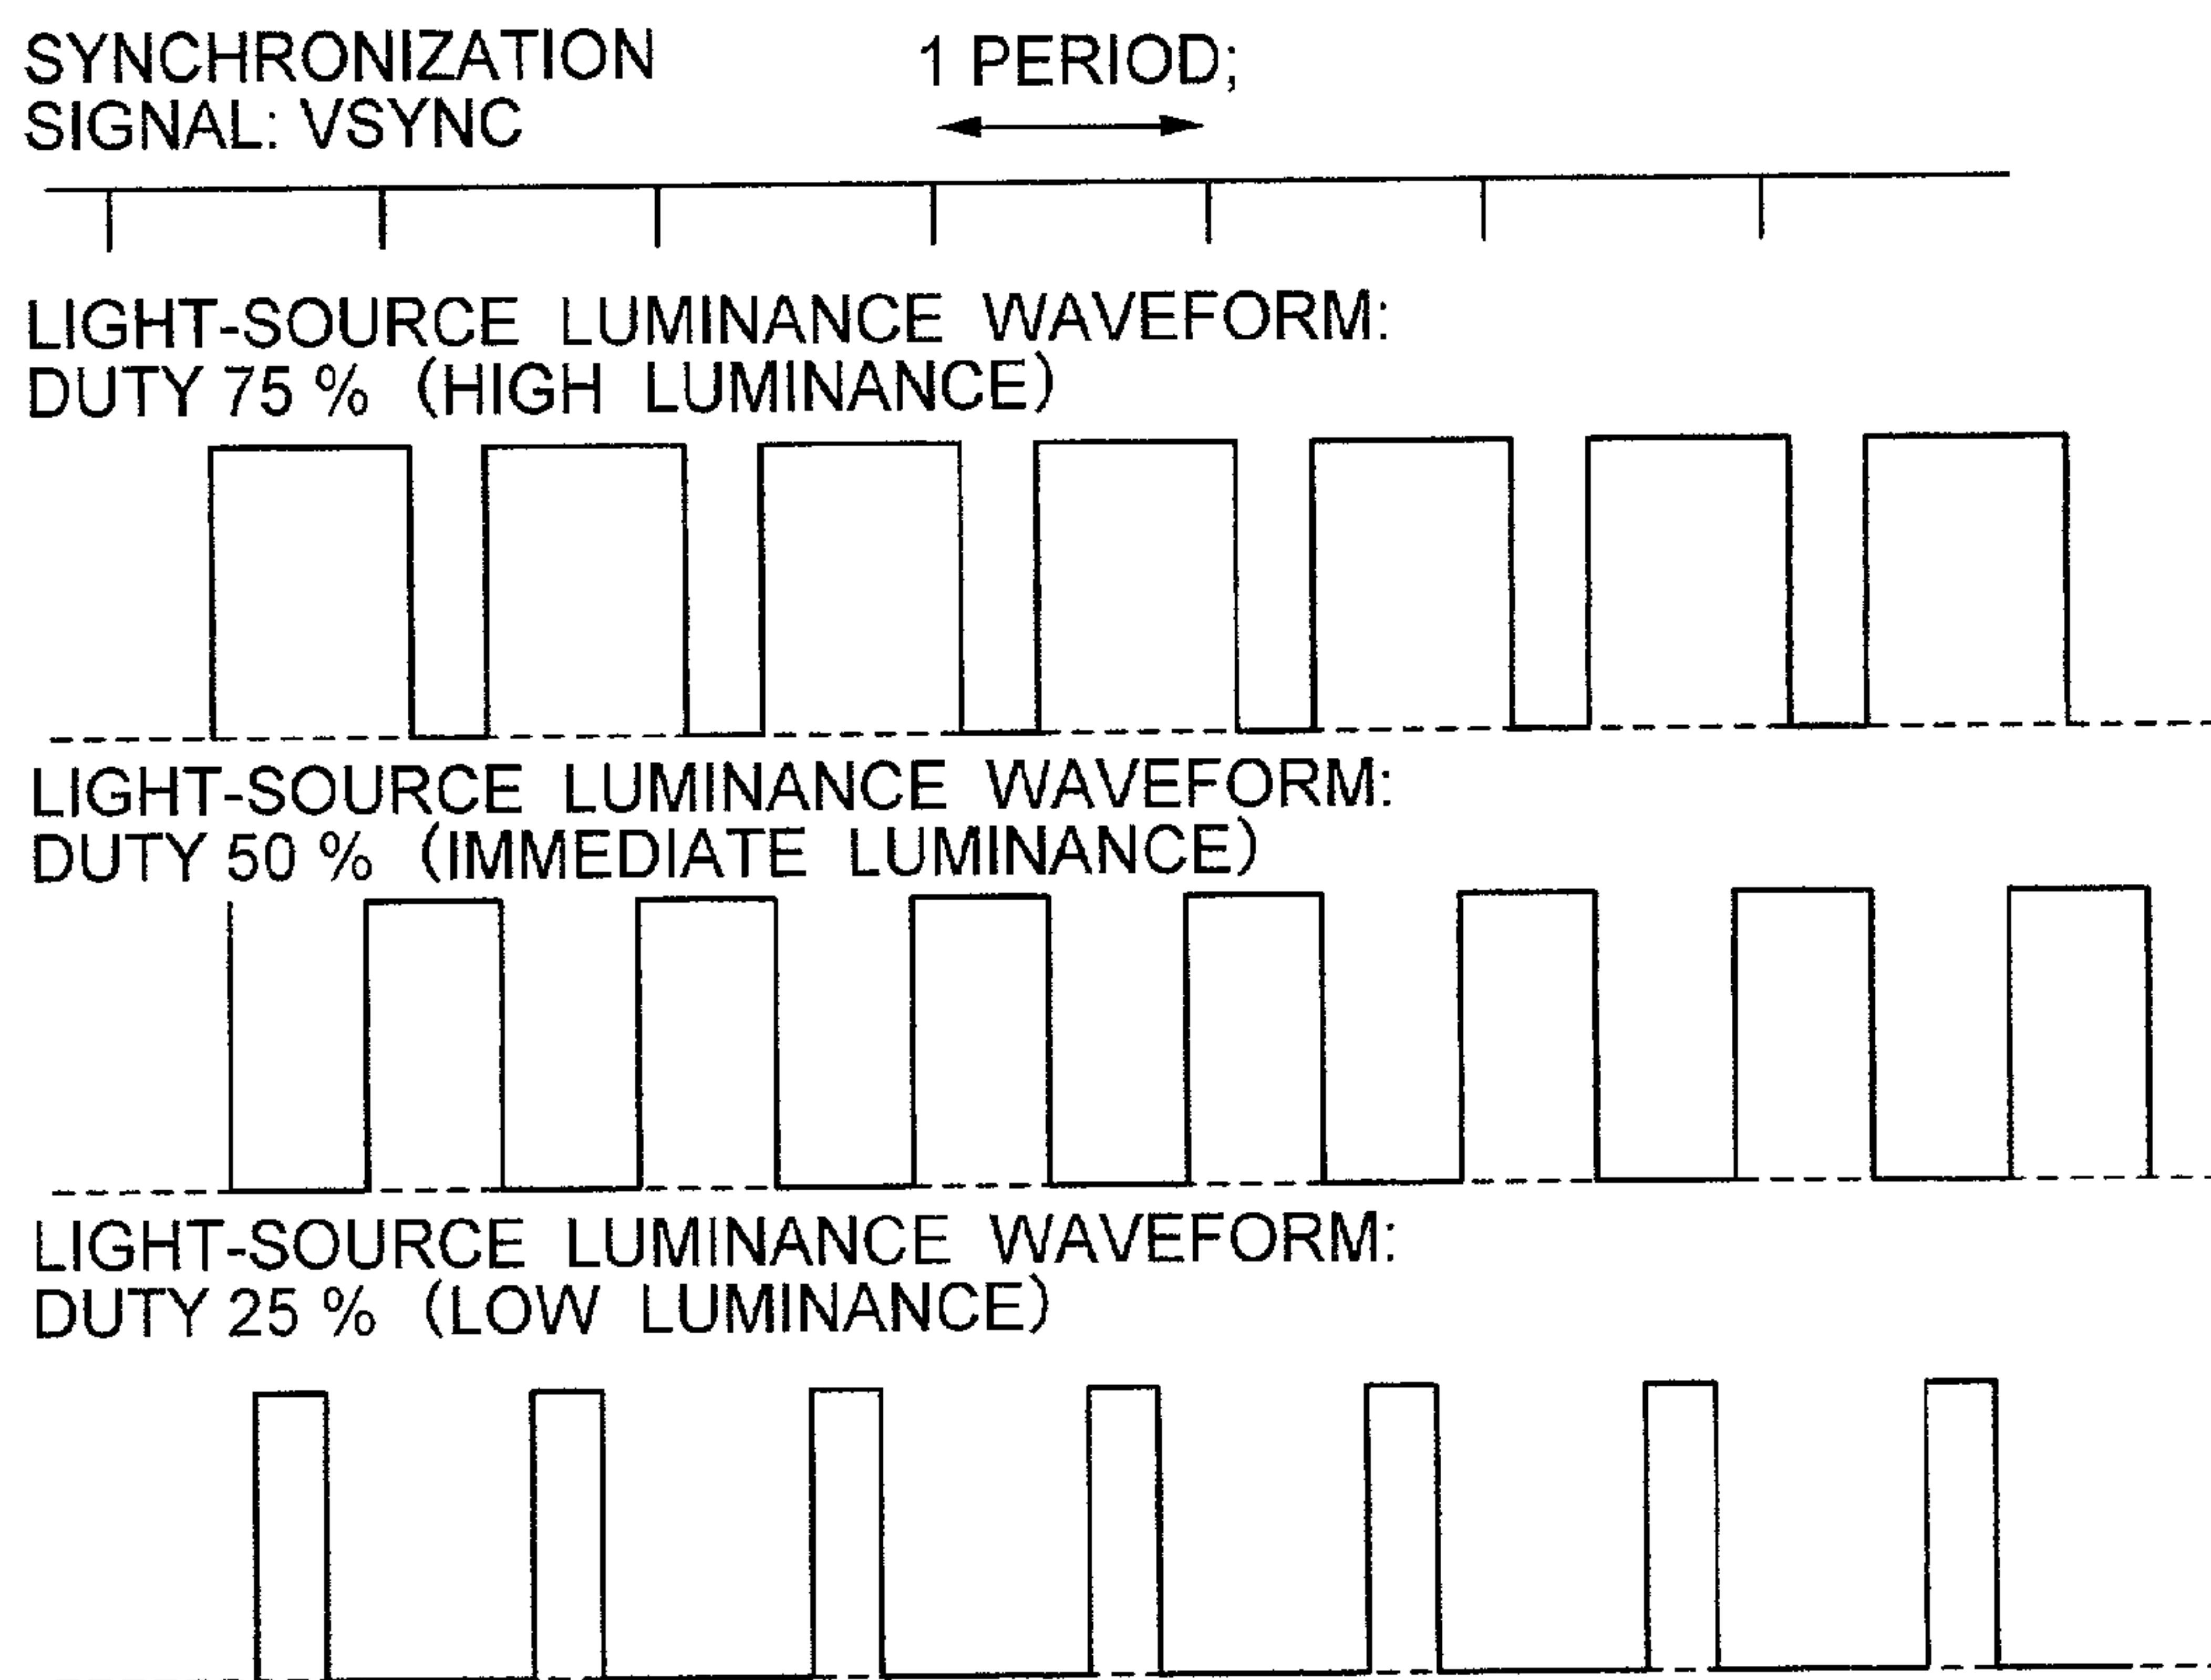 SYNCHRONIZATION
SIGNAL: VSYNC
1 PERIOD;
LIGHT-SOURCE LUMINANCE WAVEFORM:
DUTY 75 % (HIGH LUMINANCE)
LIGHT-SOURCE LUMINANCE WAVEFORM:
DUTY 50 % (IMMEDIATE LUMINANCE)
LIGHT-SOURCE LUMINANCE WAVEFORM:
DUTY 25 % (LOW LUMINANCE)